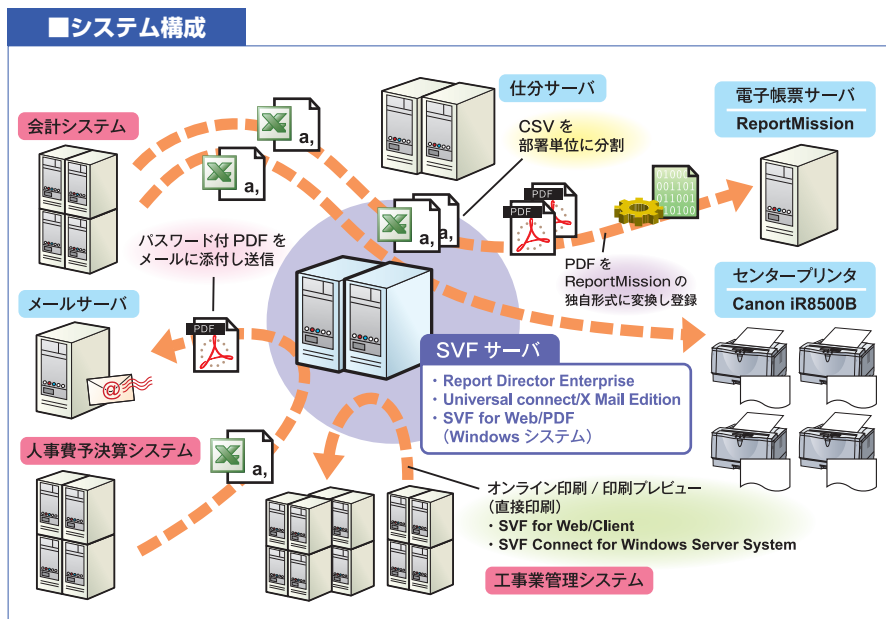 ■システム構成
会計システム
a,
a,
仕分サーバ
CSV を
部署単位に分割
電子帳票サーバ
ReportMission
a,
a,
PDF
PDF
01000
001101
011001
10100
パスワード付 PDF を
メールに添付し送信
PDF を
ReportMission の
独自形式に変換し登録
メールサーバ
PDF
@
センタープリンタ
Canon iR8500B
SVF サーバ
・Report Director Enterprise
・Universal connect/X Mail Edition
・SVF for Web/PDF
（Windows システム）
人事費予決算システム
a,
オンライン印刷 / 印刷プレビュー
（直接印刷）
・SVF for Web/Client
・SVF Connect for Windows Server System
工事業管理システム